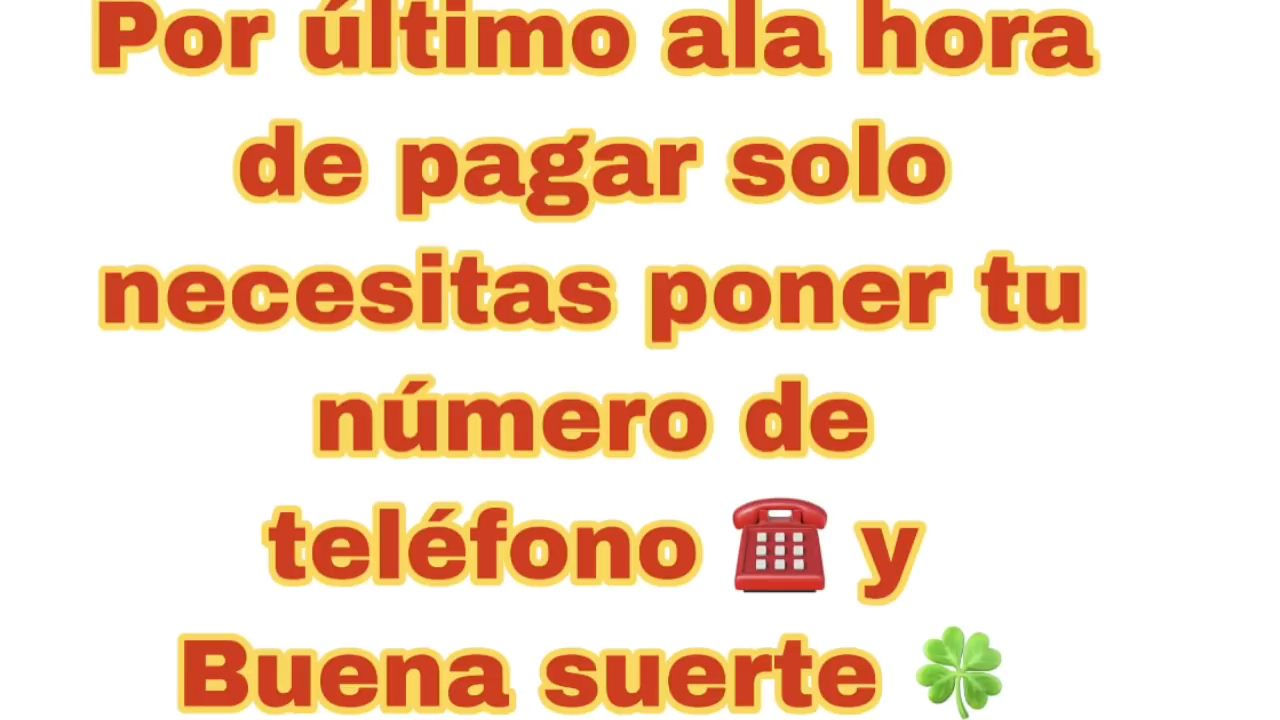 Por último ala hora
de pagar solo
necesitas poner tu
número de
teléfono ☎️ y
Buena suerte 🍀